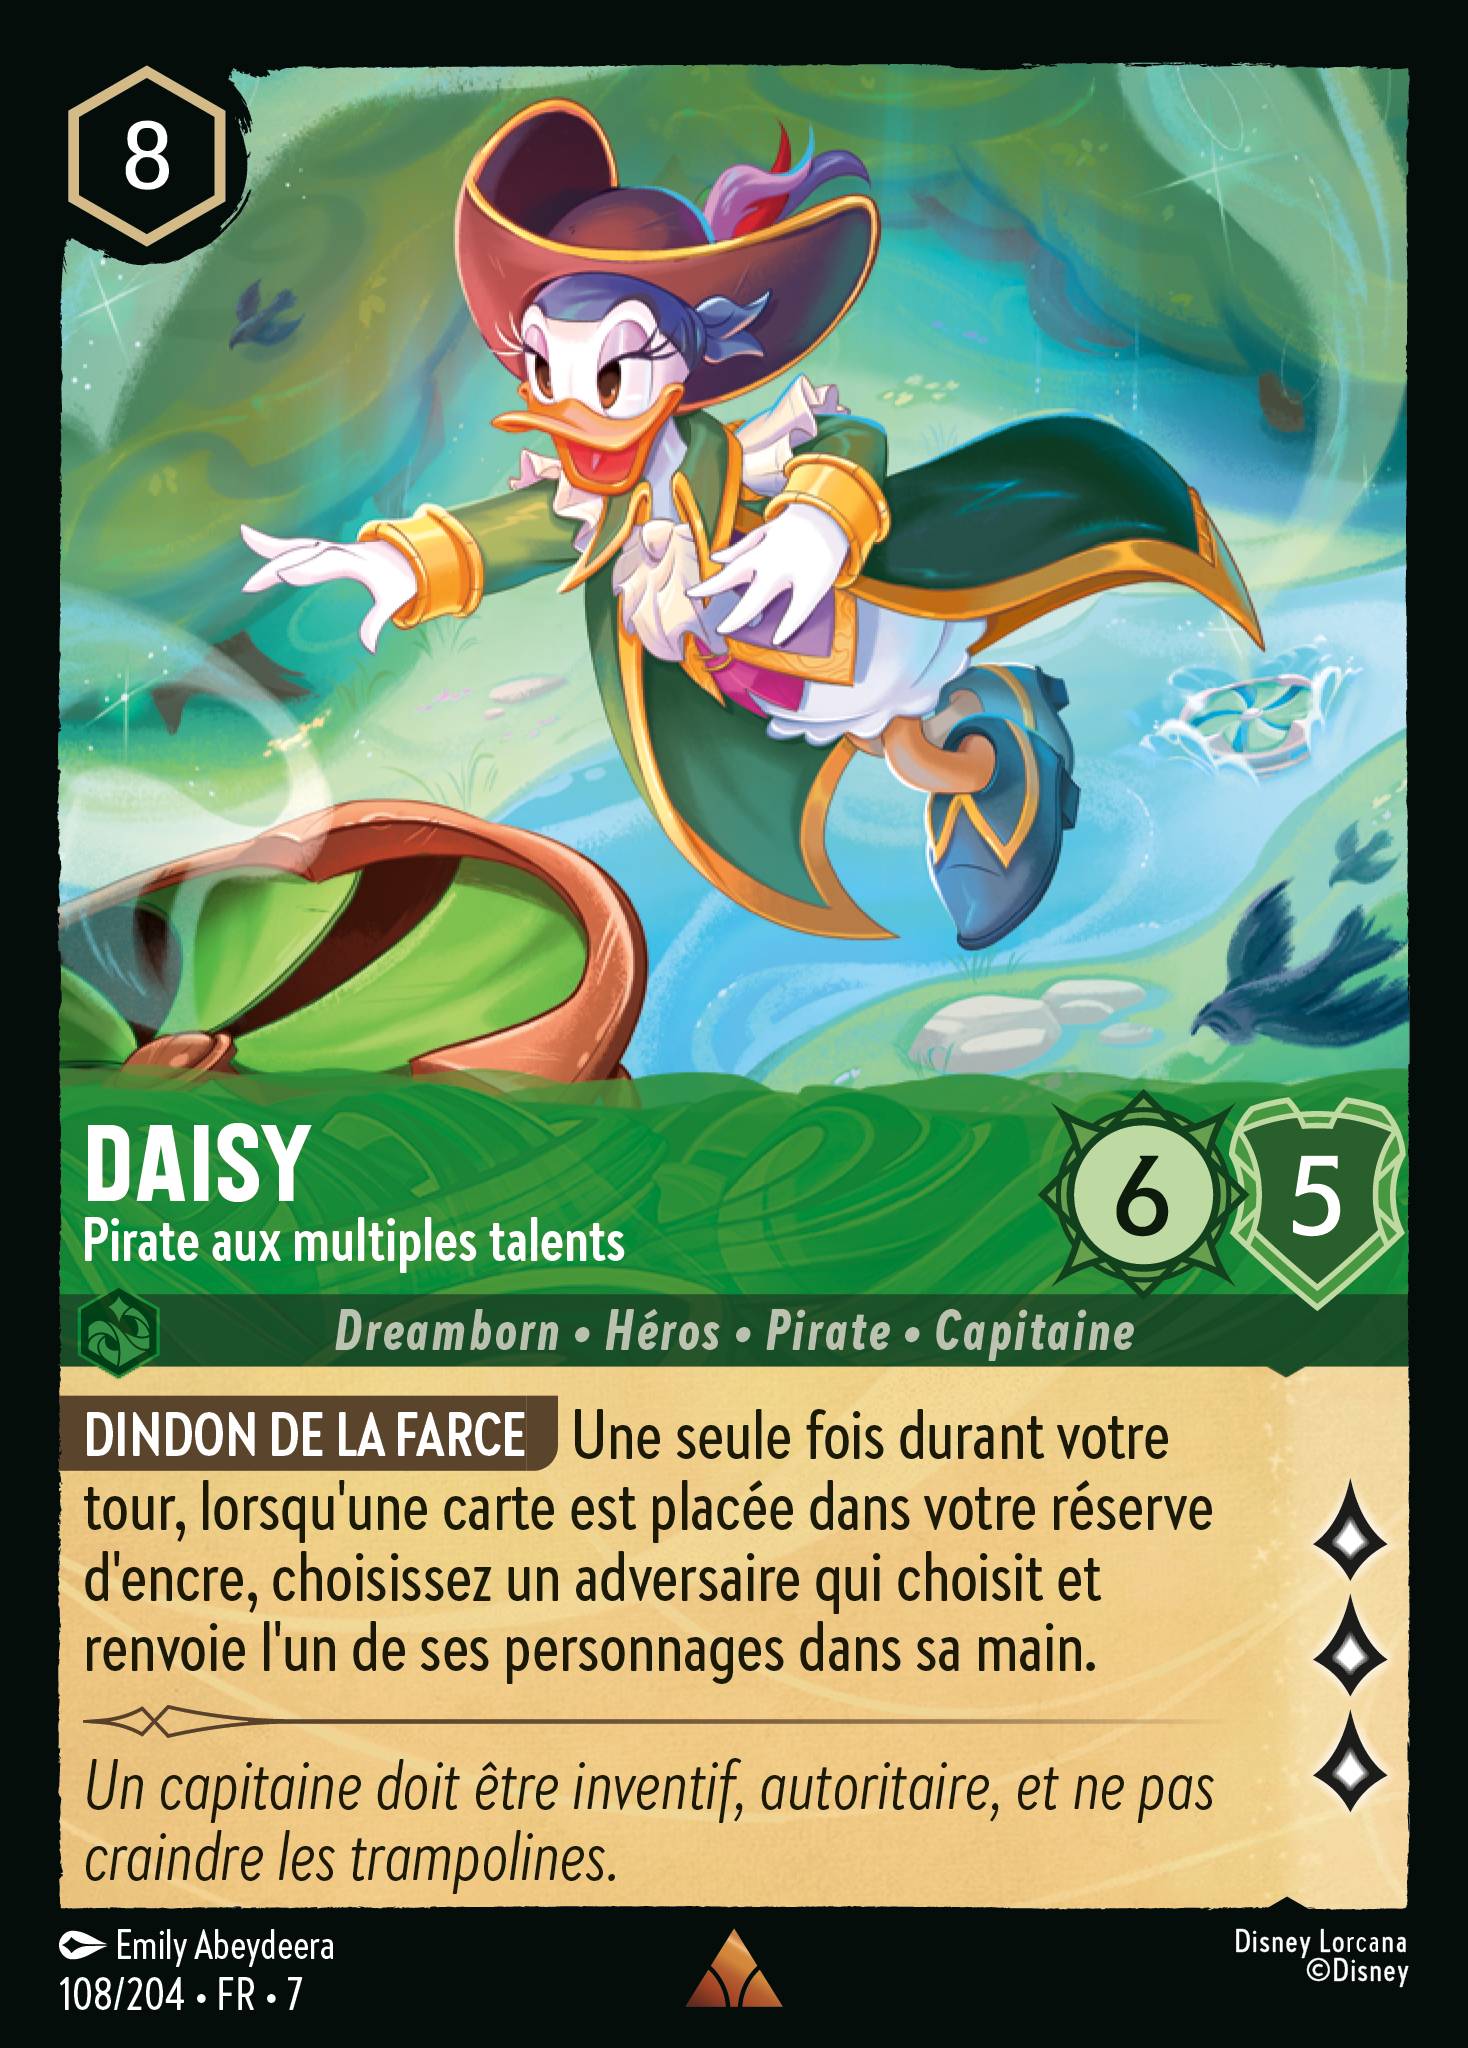 8
DAISY
Pirate aux multiples talents
6
5
Dreamborn • Héros • Pirate • Capitaine
DINDON DE LA FARCE Une seule fois durant votre
tour, lorsqu'une carte est placée dans votre réserve
d'encre, choisissez un adversaire qui choisit et
renvoie l'un de ses personnages dans sa main.
Un capitaine doit être inventif, autoritaire, et ne pas
craindre les trampolines.
Emily Abeydeera
108/204 • FR • 7
Disney Lorcana
©Disney